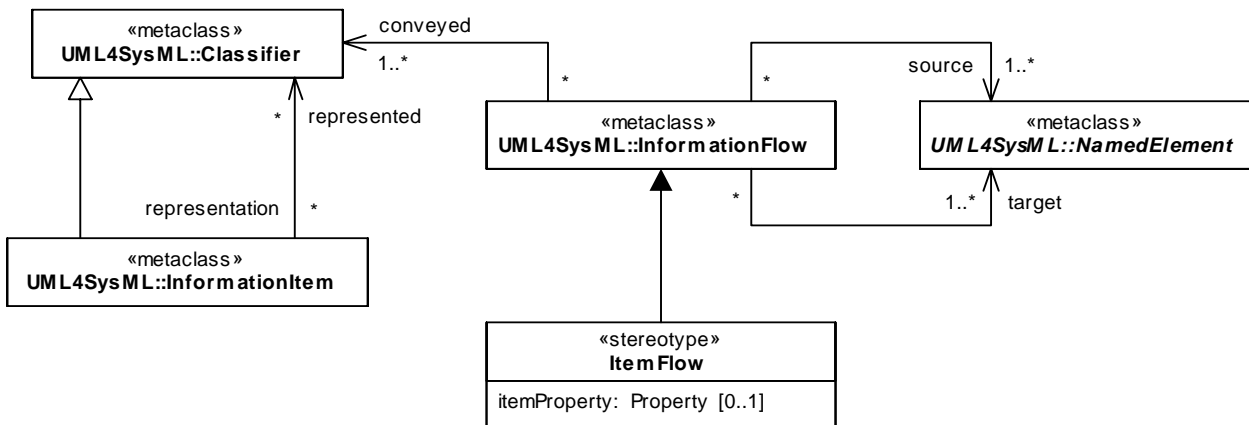 «metaclass»
UML4SysML::Classifier
conveyed
1..*
*
*
source
1..*
* represented
«metaclass»
UML4SysML::InformationFlow
«metaclass»
UML4SysML::NamedElement
*
1..*
target
representation *
«metaclass»
UML4SysML::InformationItem
«stereotype»
ItemFlow
itemProperty: Property [0..1]